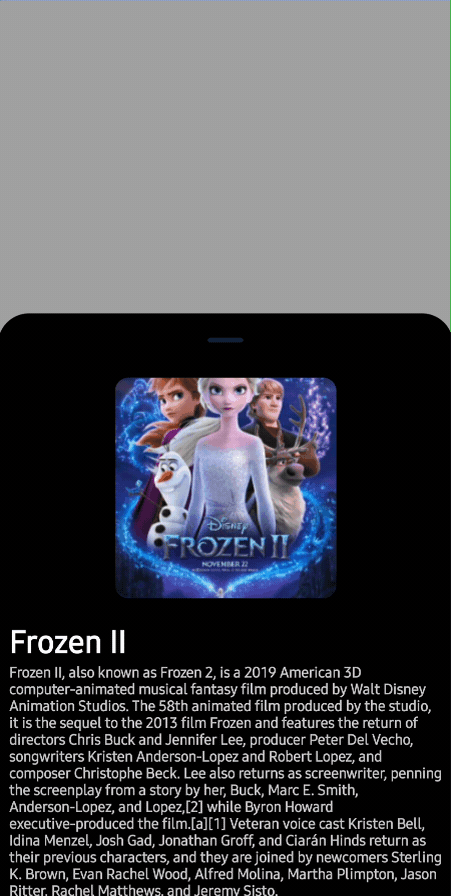 Disney
FROZEN II
NOVEMBER 22
Frozen II
Frozen II, also known as Frozen 2, is a 2019 American 3D
computer-animated musical fantasy film produced by Walt Disney
Animation Studios. The 58th animated film produced by the studio,
it is the sequel to the 2013 film Frozen and features the return of
directors Chris Buck and Jennifer Lee, producer Peter Del Vecho,
songwriters Kristen Anderson-Lopez and Robert Lopez, and
composer Christophe Beck. Lee also returns as screenwriter, penning
the screenplay from a story by her, Buck, Marc E. Smith,
Anderson-Lopez, and Lopez,[2] while Byron Howard
executive-produced the film.[a][1] Veteran voice cast Kristen Bell,
Idina Menzel, Josh Gad, Jonathan Groff, and Ciarán Hinds return as
their previous characters, and they are joined by newcomers Sterling
K. Brown, Evan Rachel Wood, Alfred Molina, Martha Plimpton, Jason
Ritter, Rachel Matthews, and Jeremy Sisto.